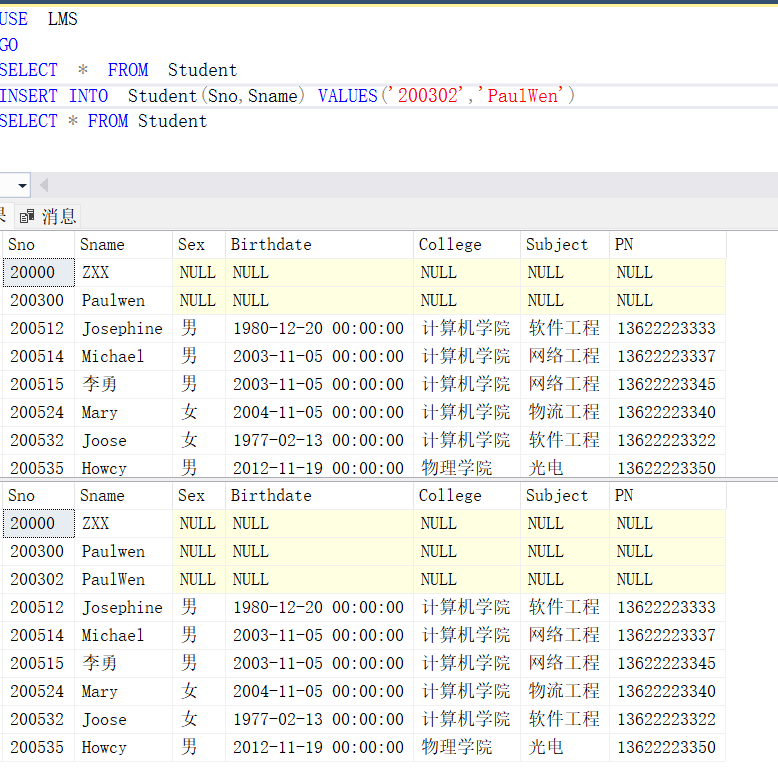 USE  LMS
GO
SELECT  *  FROM  Student
INSERT INTO  Student(Sno,Sname) VALUES('200302','PaulWen')
SELECT * FROM Student
果 消息
Sno Sname Sex Birthdate College Subject PN
20000 ZXX NULL NULL NULL NULL NULL
200300 Paulwen NULL NULL NULL NULL NULL
200512 Josephine 男 1980-12-20 00:00:00 计算机学院 软件工程 13622223333
200514 Michael 男 2003-11-05 00:00:00 计算机学院 网络工程 13622223337
200515 李勇 男 2003-11-05 00:00:00 计算机学院 网络工程 13622223345
200524 Mary 女 2004-11-05 00:00:00 计算机学院 物流工程 13622223340
200532 Joose 女 1977-02-13 00:00:00 计算机学院 软件工程 13622223322
200535 Howcy 男 2012-11-19 00:00:00 物理学院 光电 13622223350
Sno Sname Sex Birthdate College Subject PN
20000 ZXX NULL NULL NULL NULL NULL
200300 Paulwen NULL NULL NULL NULL NULL
200302 PaulWen NULL NULL NULL NULL NULL
200512 Josephine 男 1980-12-20 00:00:00 计算机学院 软件工程 13622223333
200514 Michael 男 2003-11-05 00:00:00 计算机学院 网络工程 13622223337
200515 李勇 男 2003-11-05 00:00:00 计算机学院 网络工程 13622223345
200524 Mary 女 2004-11-05 00:00:00 计算机学院 物流工程 13622223340
200532 Joose 女 1977-02-13 00:00:00 计算机学院 软件工程 13622223322
200535 Howcy 男 2012-11-19 00:00:00 物理学院 光电 13622223350